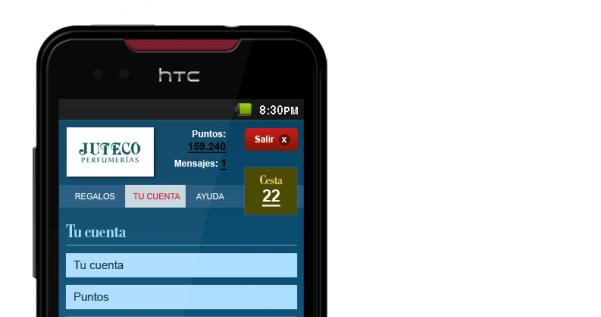 hTC
8:30PM
JUTECO
PERFUMERÍAS
Puntos:
159.240
Mensajes: 1
Salir x
Cesta
22
REGALOS TU CUENTA AYUDA
Tu cuenta
Tu cuenta
Puntos